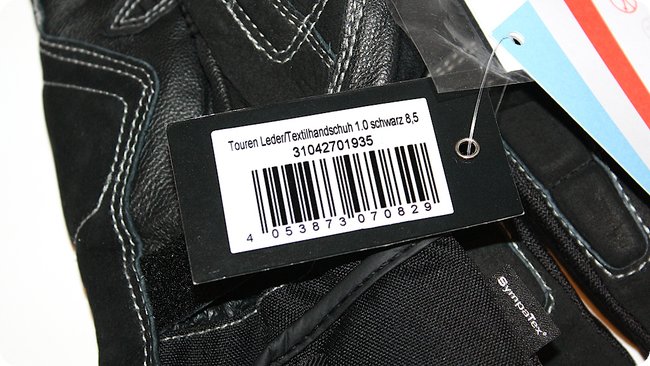 Touren Leder/Textilhandschuh 1.0 schwarz 8,5
31042701935
4 053873 070829
SympaTex®